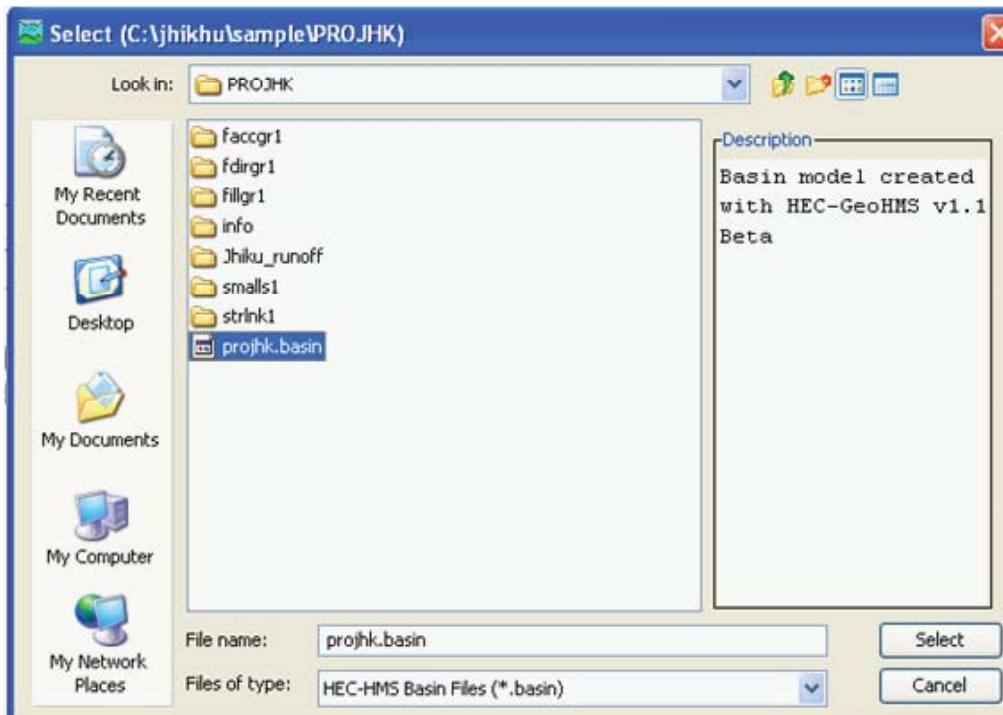 Select (C:\jhikhu\sample\PROJHK)
Look in:
PROJHK
My Recent
Documents
Desktop
My Documents
My Computer
My Network
Places
faccgr1
fdirgr1
fillgr1
info
Jhiku_runoff
smalls1
strlnk1
projhk.basin
Description
Basin model created
with HEC-GeoHMS v1.1
Beta
File name:
projhk.basin
Select
Files of type:
HEC-HMS Basin Files (*.basin)
Cancel